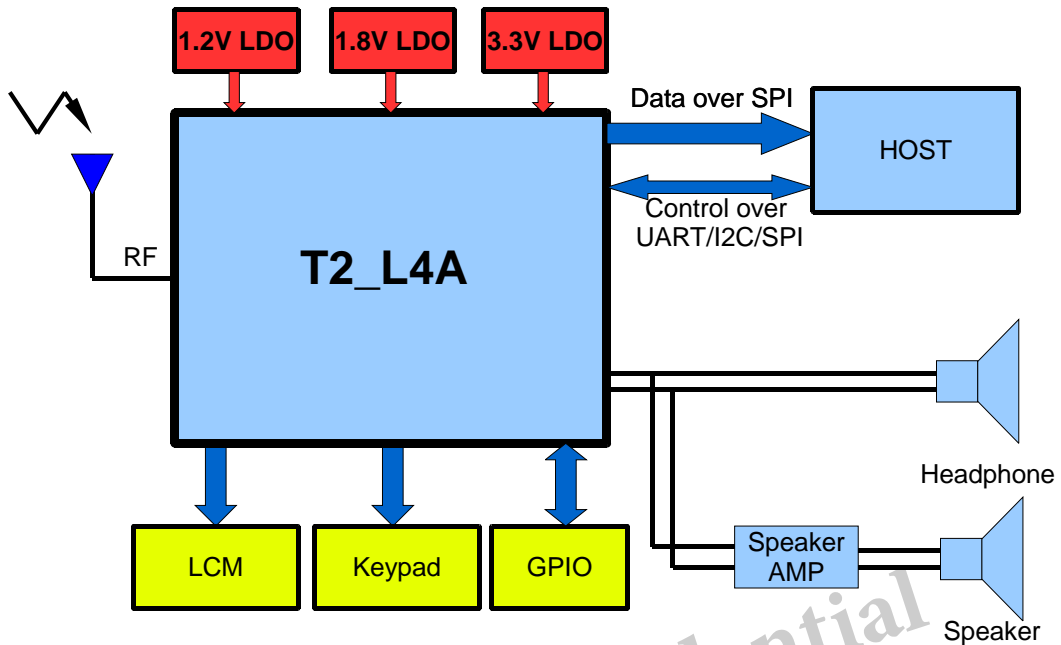 1.2V LDO
1.8V LDO
3.3V LDO
Data over SPI
HOST
Control over
UART/I2C/SPI
RF
T2_L4A
Headphone
LCM
Keypad
GPIO
Speaker
AMP
Speaker